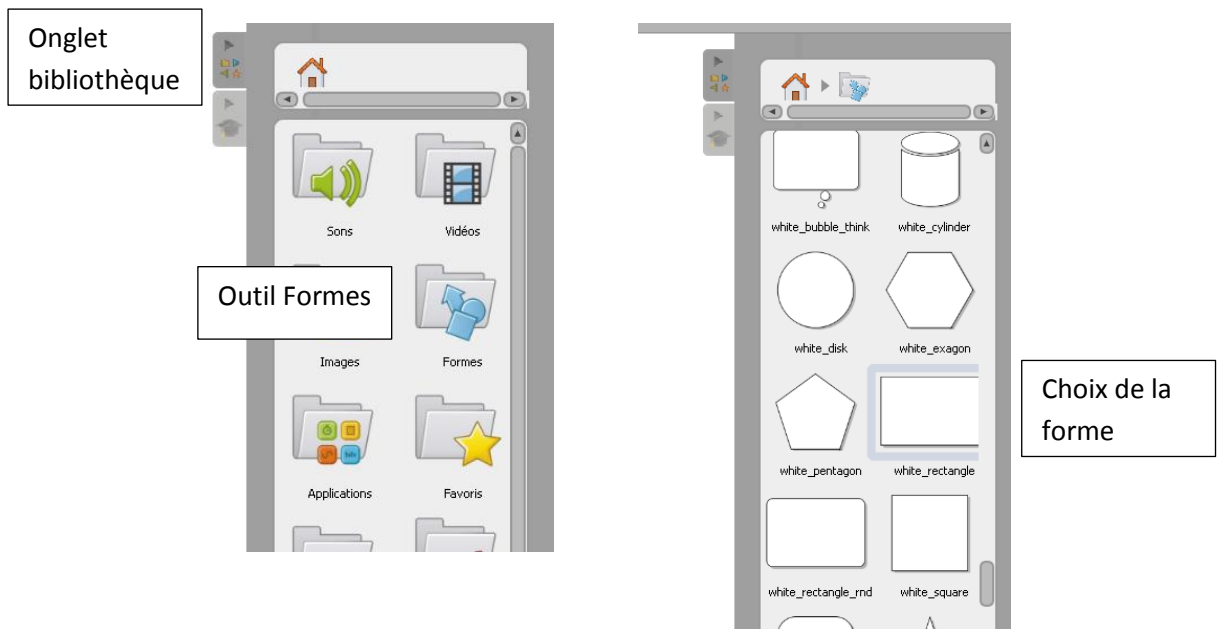 Onglet
bibliothèque
Sons
Vidéos
Outil Formes
Images
Formes
Applications
Favoris
white_bubble_think
white_cylinder
white_disk
white_exagon
white_pentagon
white_rectangle
white_rectangle_rnd
white_square
Choix de la
forme